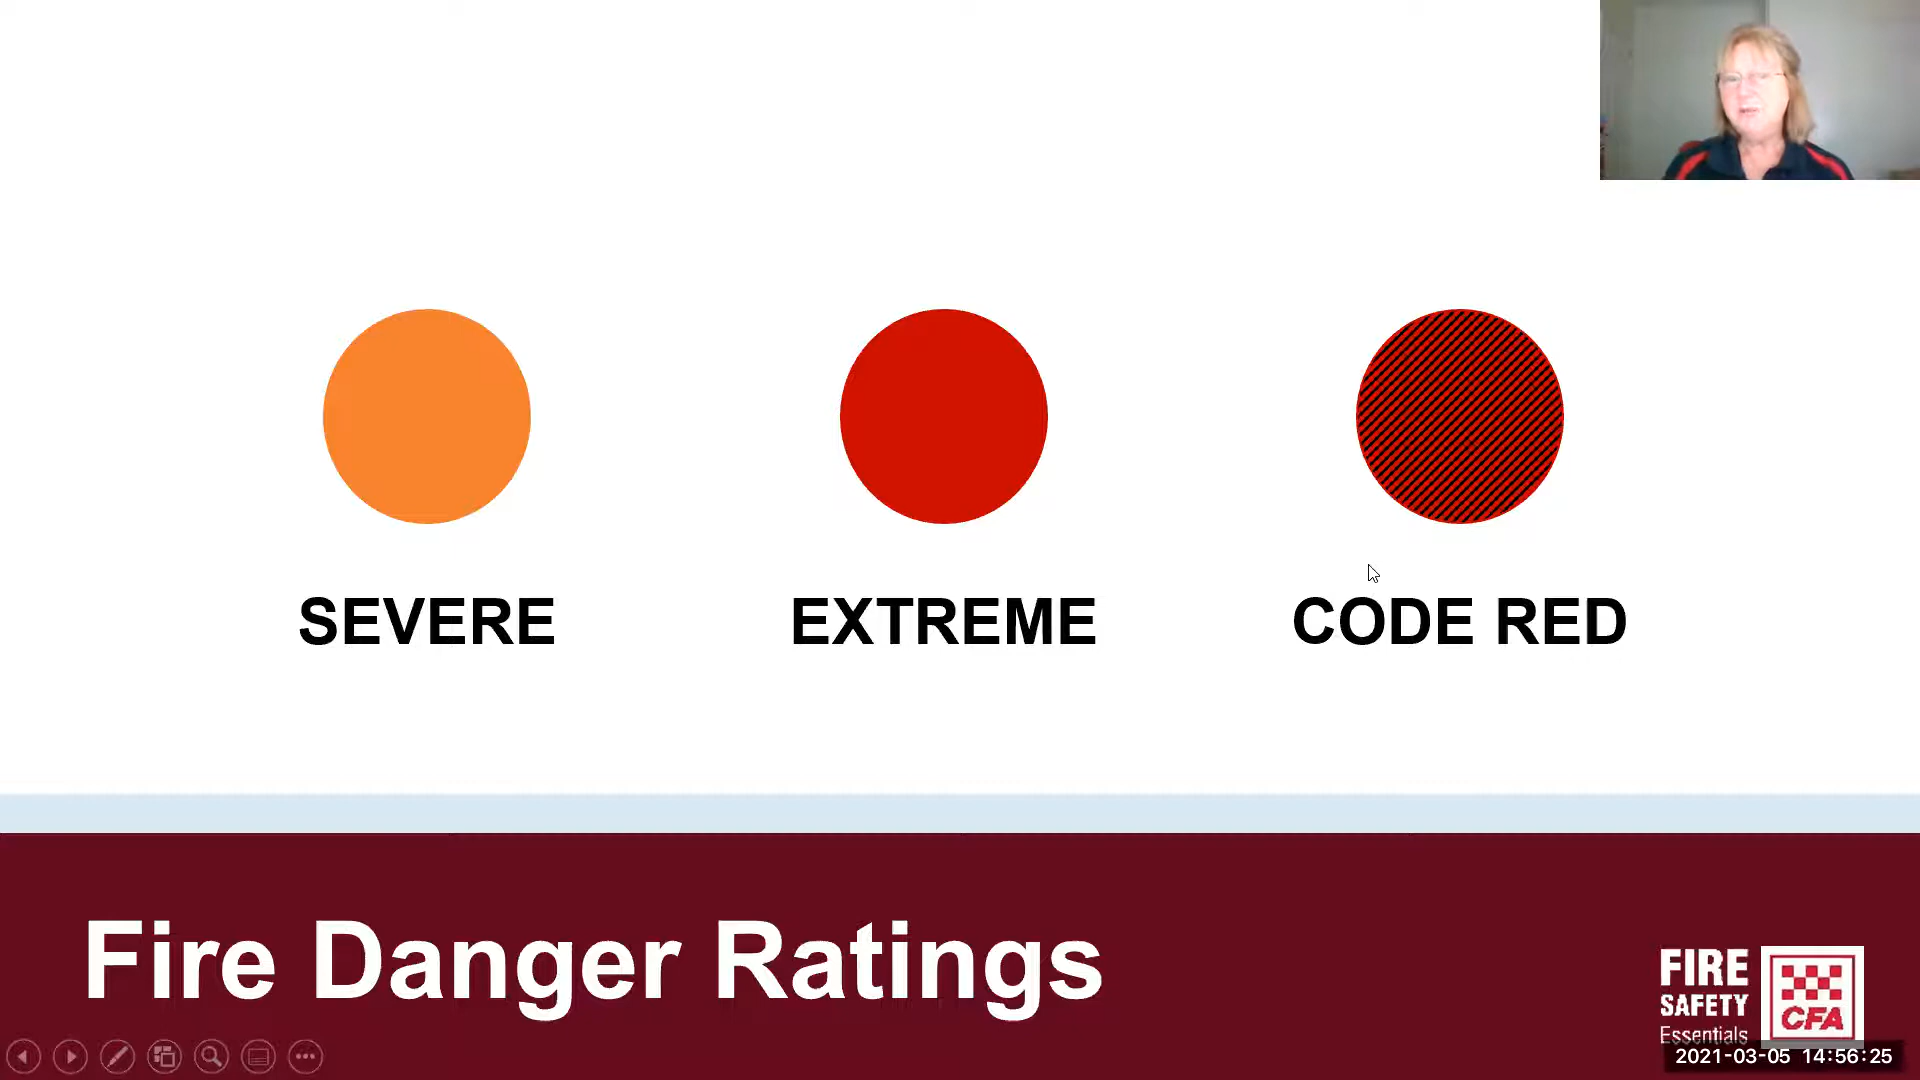 SEVERE
EXTREME
CODE RED
Fire Danger Ratings
FIRE
SAFETY
Essentials
CFA
2021-03-05 14:56:25